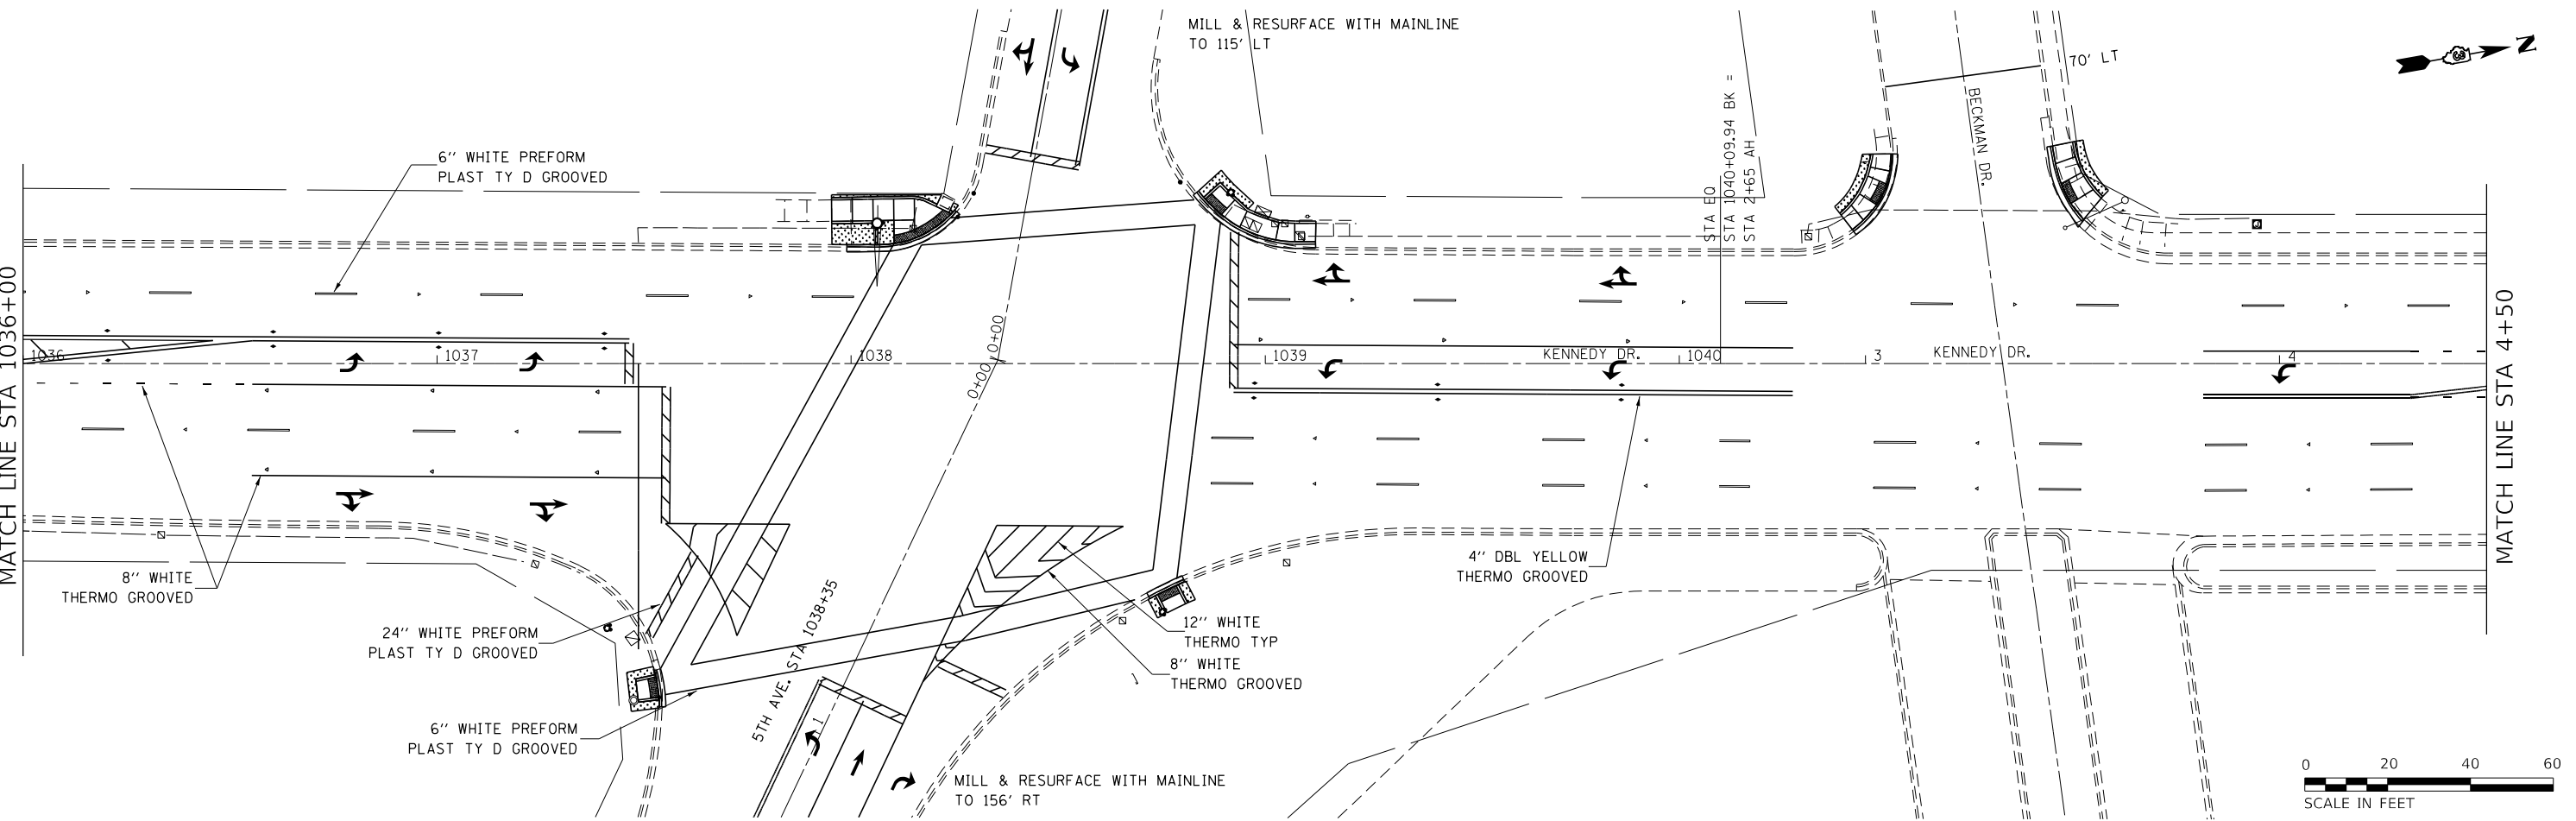 MILL & RESURFACE WITH MAINLINE
TO 115' LT
N
3
70' LT
BECKMAN DR.
6'' WHITE PREFORM
PLAST TY D GROOVED
STA EQ
STA 1040+09.94 BK =
STA 2+65 AH
MATCH LINE STA 1036+00
MATCH LINE STA 4+50
0+00
0+00
1036
1037
1038
1039
KENNEDY DR.
1040
3
KENNEDY DR.
4
8'' WHITE
THERMO GROOVED
4'' DBL YELLOW
THERMO GROOVED
24'' WHITE PREFORM
PLAST TY D GROOVED
5TH AVE. STA 1038+35
12'' WHITE
THERMO TYP
8'' WHITE
THERMO GROOVED
6'' WHITE PREFORM
PLAST TY D GROOVED
1
MILL & RESURFACE WITH MAINLINE
TO 156' RT
0 20 40 60
SCALE IN FEET